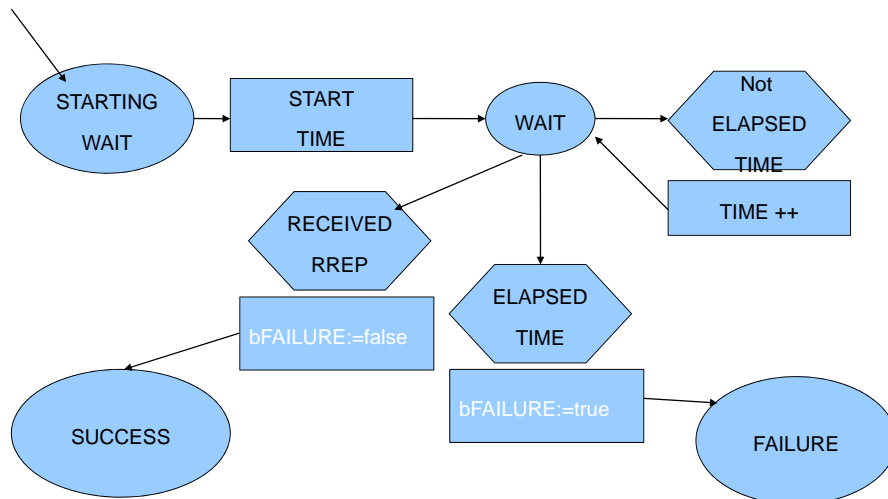 STARTING
WAIT
START
TIME
WAIT
Not
ELAPSED
TIME
TIME ++
RECEIVED
RREP
ELAPSED
TIME
bFAILURE:=false
bFAILURE:=true
SUCCESS
FAILURE